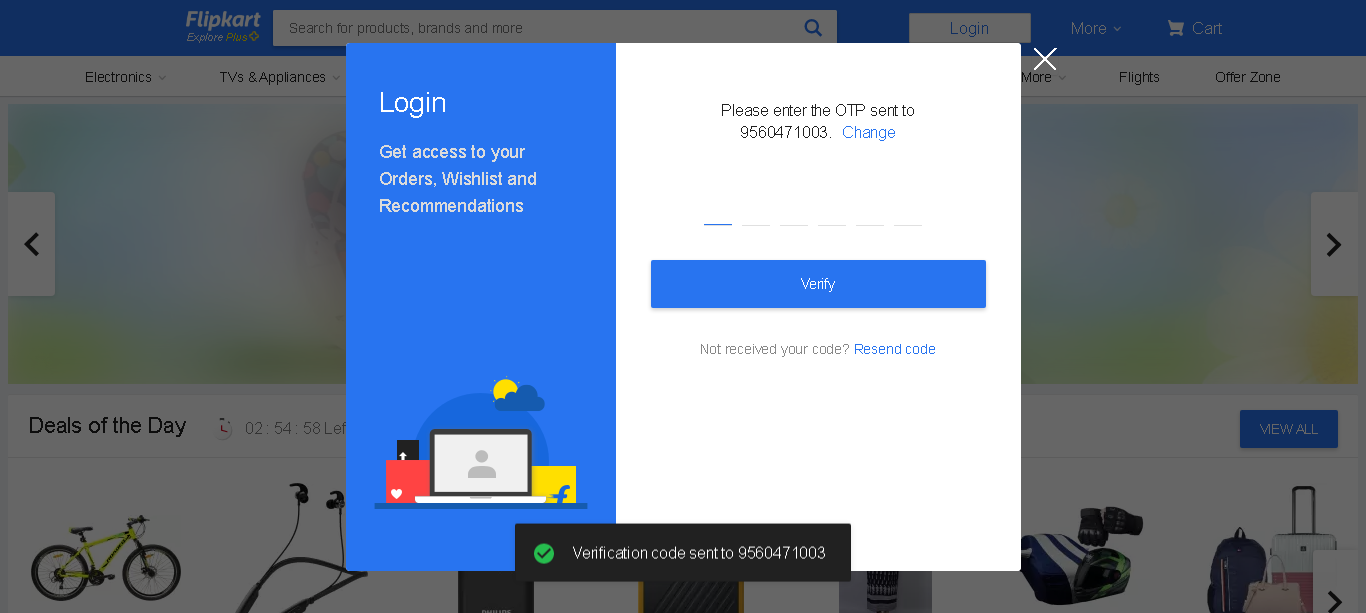 Flipkart
Explore Plus
Search for products, brands and more
Login
More
Cart
Electronics
TVs & Appliances
More
Flights
Offer Zone
Login
Get access to your
Orders, Wishlist and
Recommendations
Please enter the OTP sent to
9560471003. Change
Verify
Not received your code? Resend code
Deals of the Day
02 : 54 : 58 Lef
VIEW ALL
Verification code sent to 9560471003
PHILIPS